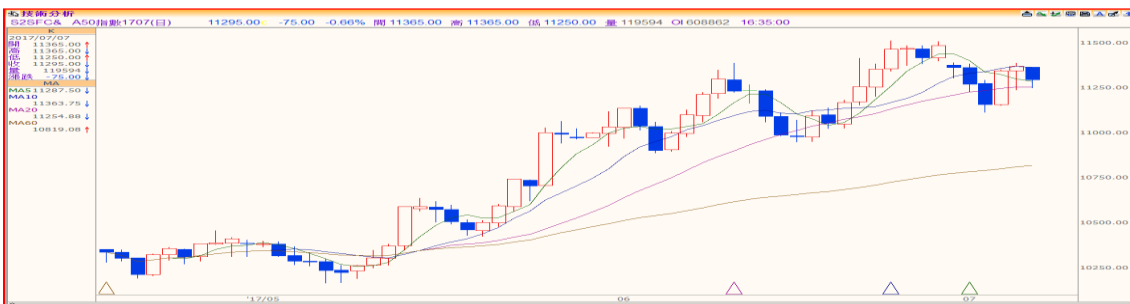 技術分析
S2SFC& A50指數1707(日) 11295.00 -75.00 -0.66% 開 11365.00 高 11365.00 低 11250.00 量 119594 OI 608862 16:35:00
K
2017/07/07
開 11365.00↑
高 11365.00↓
低 11250.00↑
收 11295.00↓
量 119594↓
漲跌 -75.00↓
MA
MA5 11287.50↓
MA10
11363.75↓
MA20
11254.88↓
MA60
10819.08↑
11500.00
11250.00
11000.00
10750.00
10500.00
10250.00
'17/05 06 07